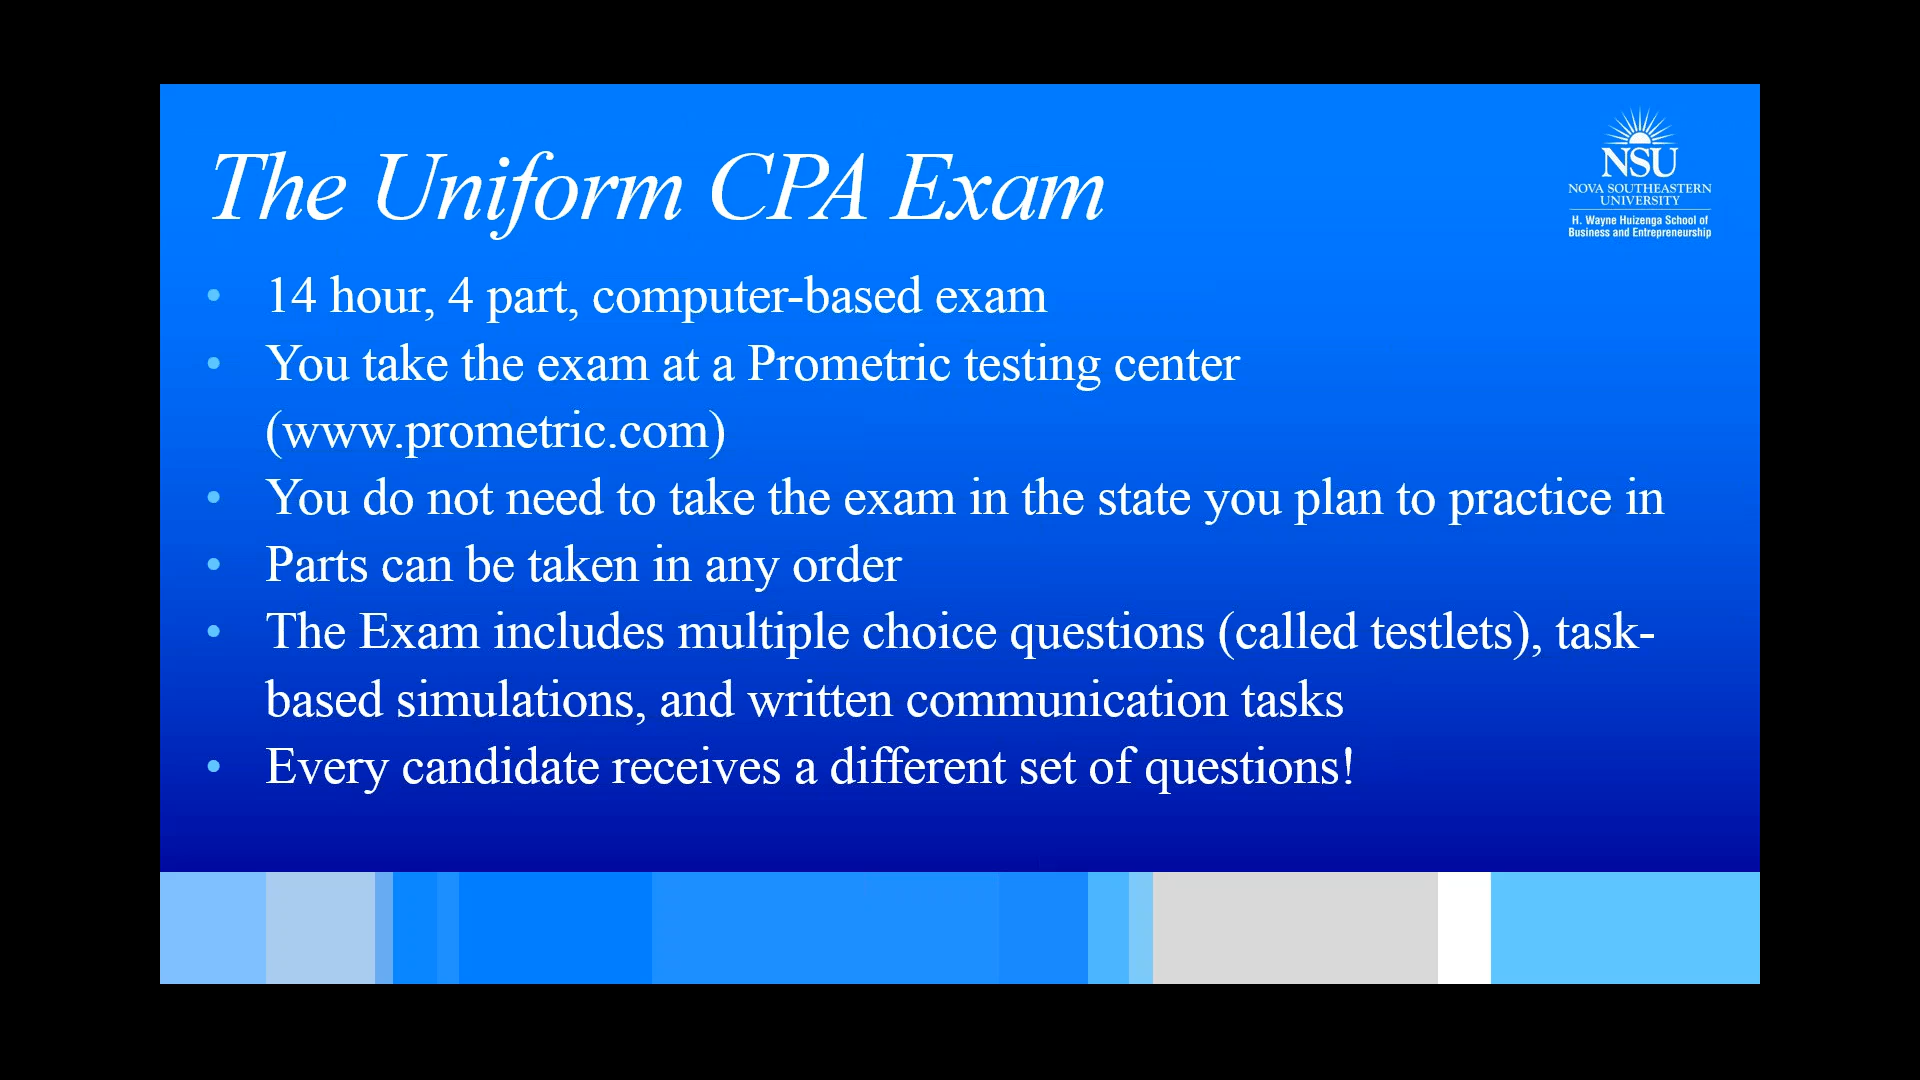 The Uniform CPA Exam
NSU
NOVA SOUTHEASTERN
UNIVERSITY
H. Wayne Huizenga School of
Business and Entrepreneurship
• 14 hour, 4 part, computer-based exam
• You take the exam at a Prometric testing center
(www.prometric.com)
• You do not need to take the exam in the state you plan to practice in
• Parts can be taken in any order
• The Exam includes multiple choice questions (called testlets), task-
based simulations, and written communication tasks
• Every candidate receives a different set of questions!